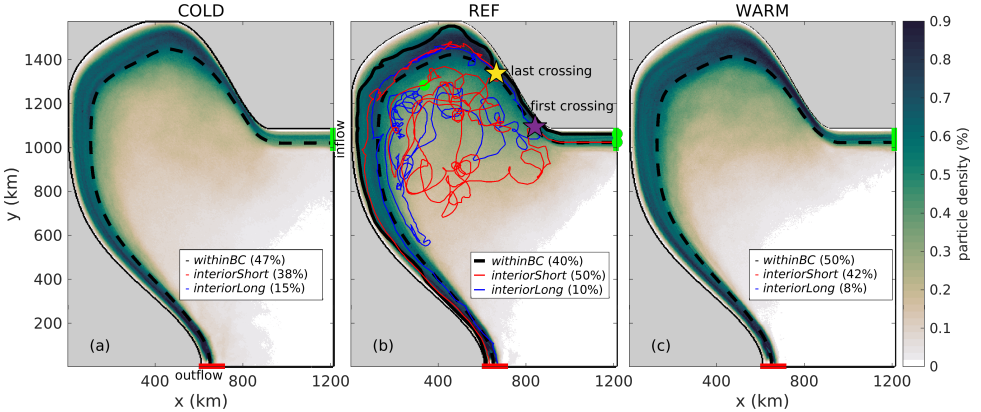 COLD
REF
WARM
y (km)
1400
1200
1000
800
600
400
200
inflow
last crossing
first crossing
withinBC (47%)
interiorShort (38%)
interiorLong (15%)
withinBC (40%)
interiorShort (50%)
interiorLong (10%)
withinBC (50%)
interiorShort (42%)
interiorLong (8%)
(a)
(b)
(c)
outflow
400 800 1200
400 800 1200
400 800 1200
x (km)
x (km)
x (km)
0.9
0.8
0.7
0.6
0.5
0.4
0.3
0.2
0.1
0
particle density (%)